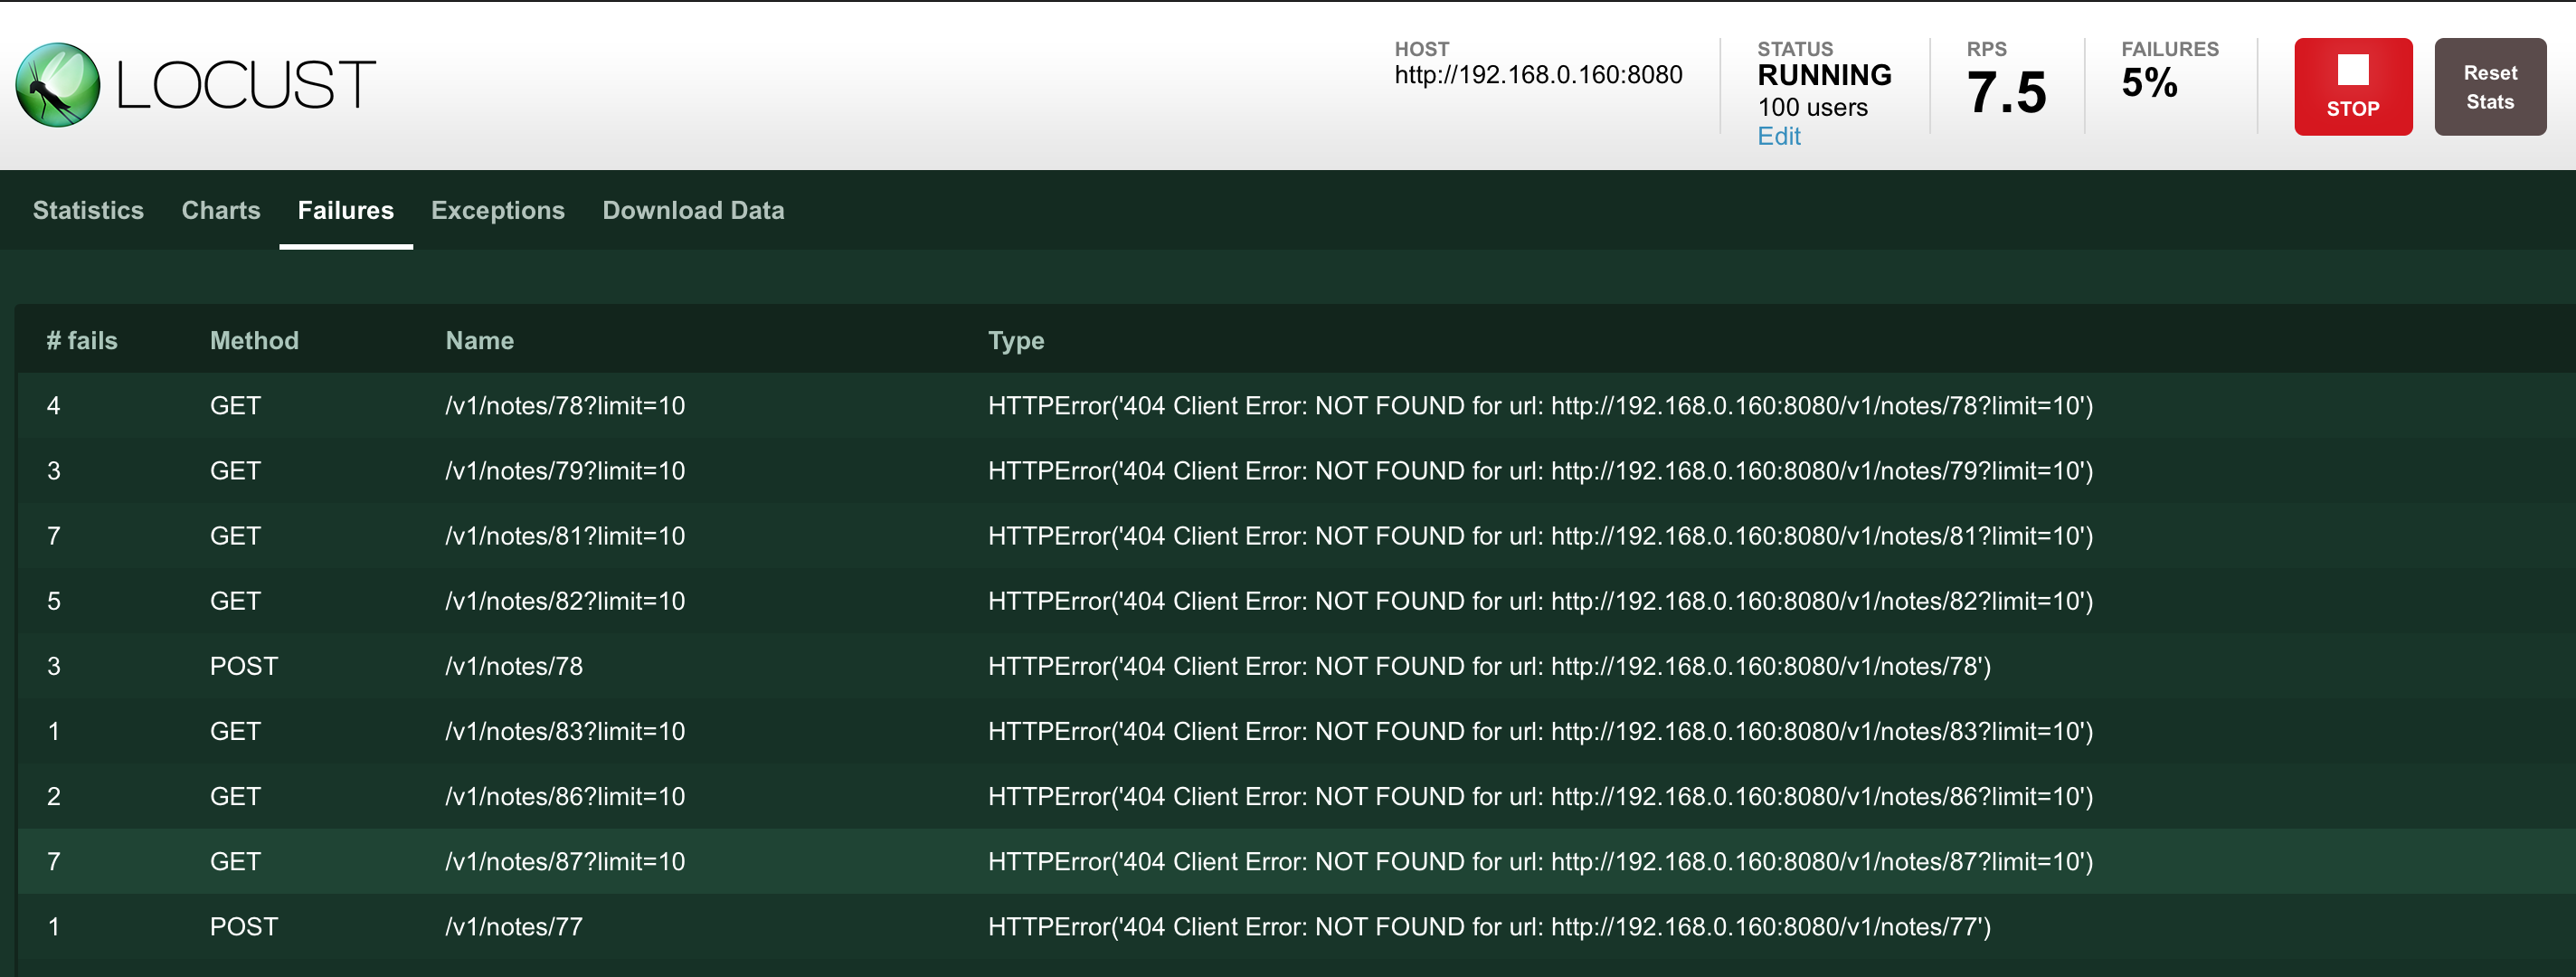 LOCUST
HOST
http://192.168.0.160:8080
STATUS
RUNNING
100 users
Edit
RPS
7.5
FAILURES
5%
STOP
Reset
Stats
Statistics Charts Failures Exceptions Download Data
# fails Method Name Type
4 GET /v1/notes/78?limit=10 HTTPError('404 Client Error: NOT FOUND for url: http://192.168.0.160:8080/v1/notes/78?limit=10')
3 GET /v1/notes/79?limit=10 HTTPError('404 Client Error: NOT FOUND for url: http://192.168.0.160:8080/v1/notes/79?limit=10')
7 GET /v1/notes/81?limit=10 HTTPError('404 Client Error: NOT FOUND for url: http://192.168.0.160:8080/v1/notes/81?limit=10')
5 GET /v1/notes/82?limit=10 HTTPError('404 Client Error: NOT FOUND for url: http://192.168.0.160:8080/v1/notes/82?limit=10')
3 POST /v1/notes/78 HTTPError('404 Client Error: NOT FOUND for url: http://192.168.0.160:8080/v1/notes/78')
1 GET /v1/notes/83?limit=10 HTTPError('404 Client Error: NOT FOUND for url: http://192.168.0.160:8080/v1/notes/83?limit=10')
2 GET /v1/notes/86?limit=10 HTTPError('404 Client Error: NOT FOUND for url: http://192.168.0.160:8080/v1/notes/86?limit=10')
7 GET /v1/notes/87?limit=10 HTTPError('404 Client Error: NOT FOUND for url: http://192.168.0.160:8080/v1/notes/87?limit=10')
1 POST /v1/notes/77 HTTPError('404 Client Error: NOT FOUND for url: http://192.168.0.160:8080/v1/notes/77')